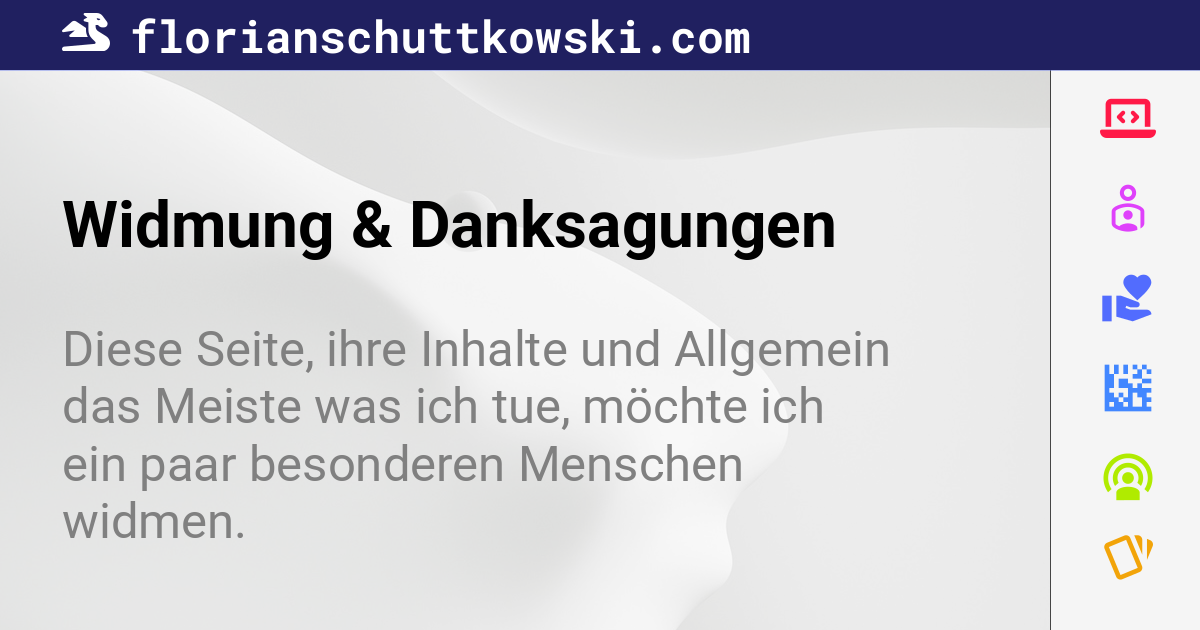 florianschuttkowski.com
Widmung & Danksagungen
Diese Seite, ihre Inhalte und Allgemein
das Meiste was ich tue, möchte ich
ein paar besonderen Menschen
widmen.